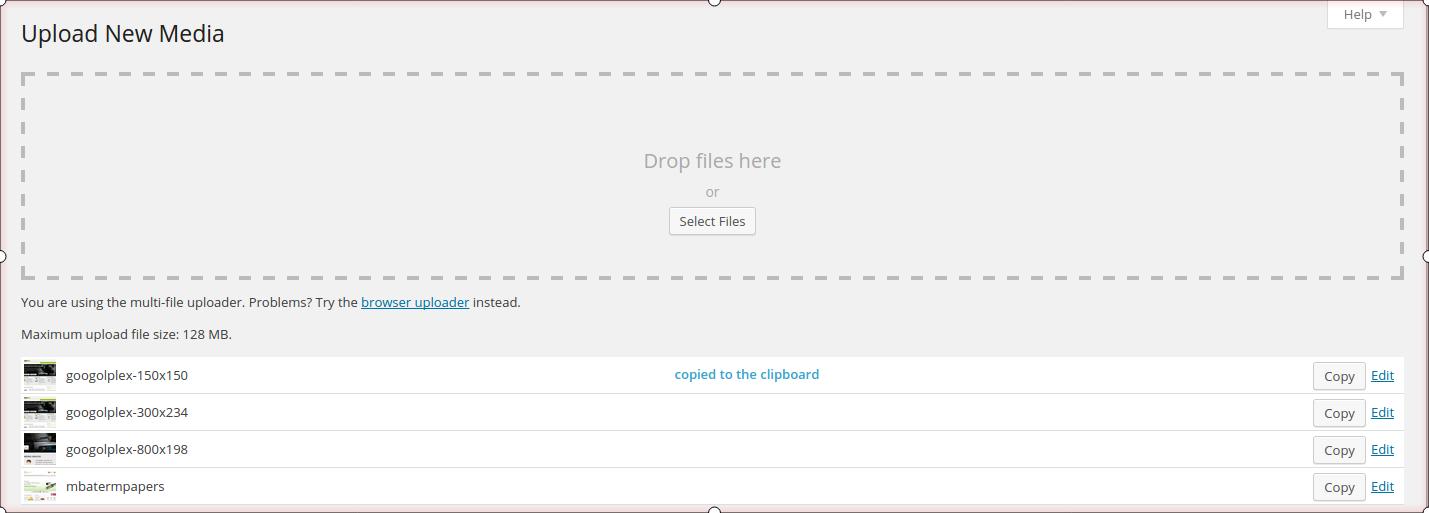 Help
Upload New Media
Drop files here
or
Select Files
You are using the multi-file uploader. Problems? Try the browser uploader instead.
Maximum upload file size: 128 MB.
googolplex-150x150 copied to the clipboard Copy Edit
googolplex-300x234 Copy Edit
googolplex-800x198 Copy Edit
mbatermpapers Copy Edit